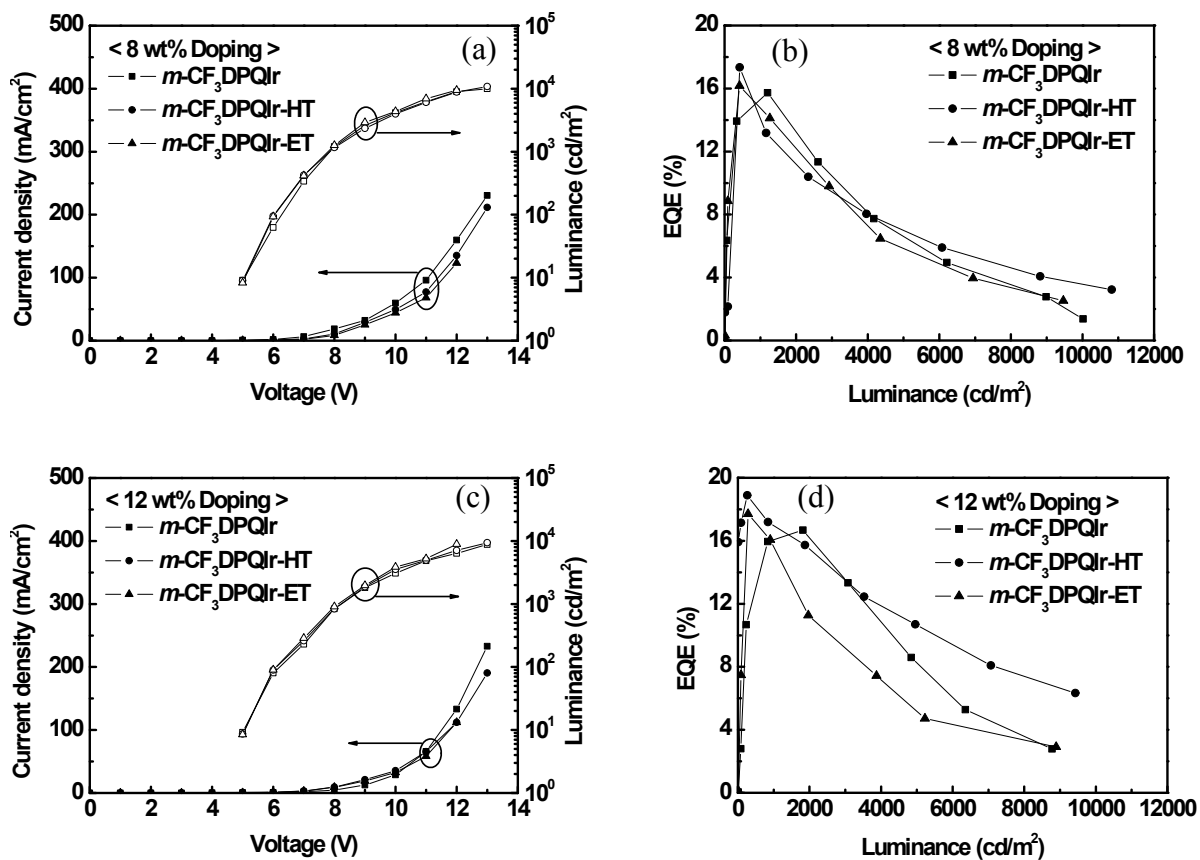 (a)
< 8 wt% Doping >
m-CF3DPQIr
m-CF3DPQIr-HT
m-CF3DPQIr-ET
Current density (mA/cm2)
500
400
300
200
100
0
0 2 4 6 8 10 12 14
Voltage (V)
10^5
10^4
10^3
10^2
10^1
10^0
Luminance (cd/m2)
(b)
< 8 wt% Doping >
m-CF3DPQIr
m-CF3DPQIr-HT
m-CF3DPQIr-ET
EQE (%)
20
16
12
8
4
0
0 2000 4000 6000 8000 10000 12000
Luminance (cd/m2)
(c)
< 12 wt% Doping >
m-CF3DPQIr
m-CF3DPQIr-HT
m-CF3DPQIr-ET
Current density (mA/cm2)
500
400
300
200
100
0
0 2 4 6 8 10 12 14
Voltage (V)
10^5
10^4
10^3
10^2
10^1
10^0
Luminance (cd/m2)
(d)
< 12 wt% Doping >
m-CF3DPQIr
m-CF3DPQIr-HT
m-CF3DPQIr-ET
EQE (%)
20
16
12
8
4
0
0 2000 4000 6000 8000 10000 12000
Luminance (cd/m2)